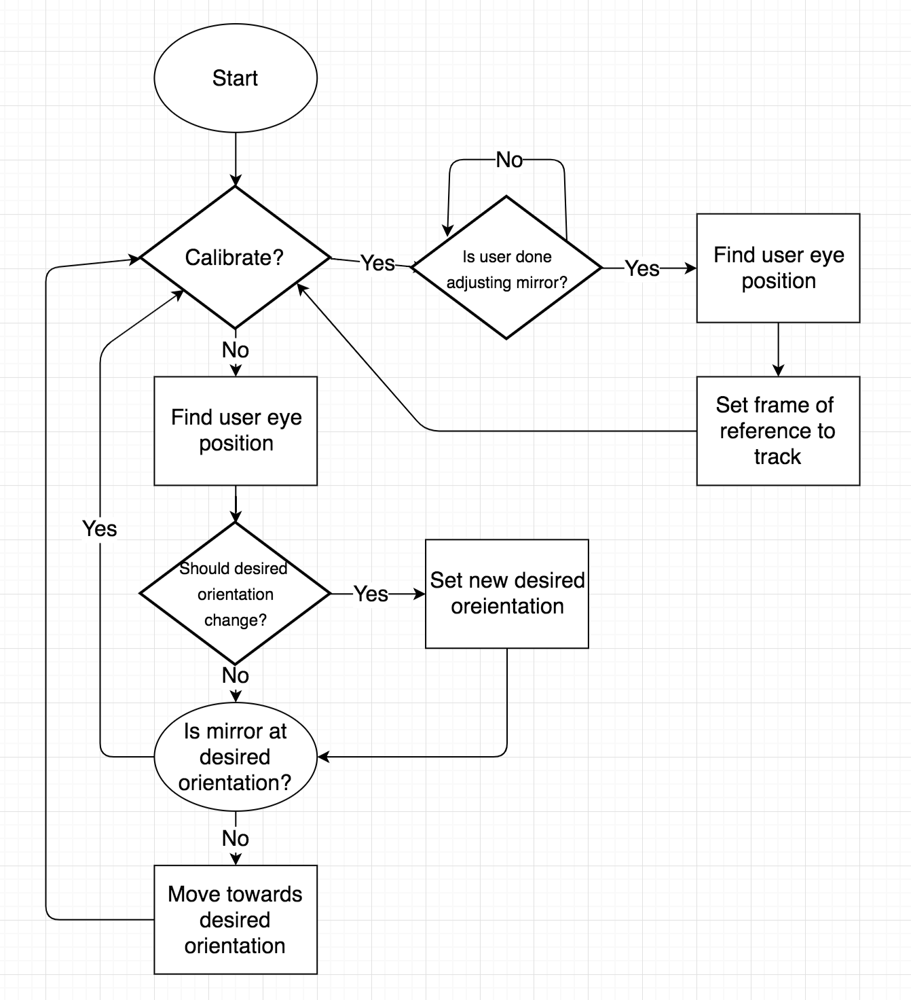 Start
No
Calibrate?
Yes
Is user done
adjusting mirror?
Yes
Find user eye
position
No
Find user eye
position
Set frame of
reference to
track
Yes
Should desired
orientation
change?
Yes
Set new desired
oreientation
No
Is mirror at
desired
orientation?
No
Move towards
desired
orientation